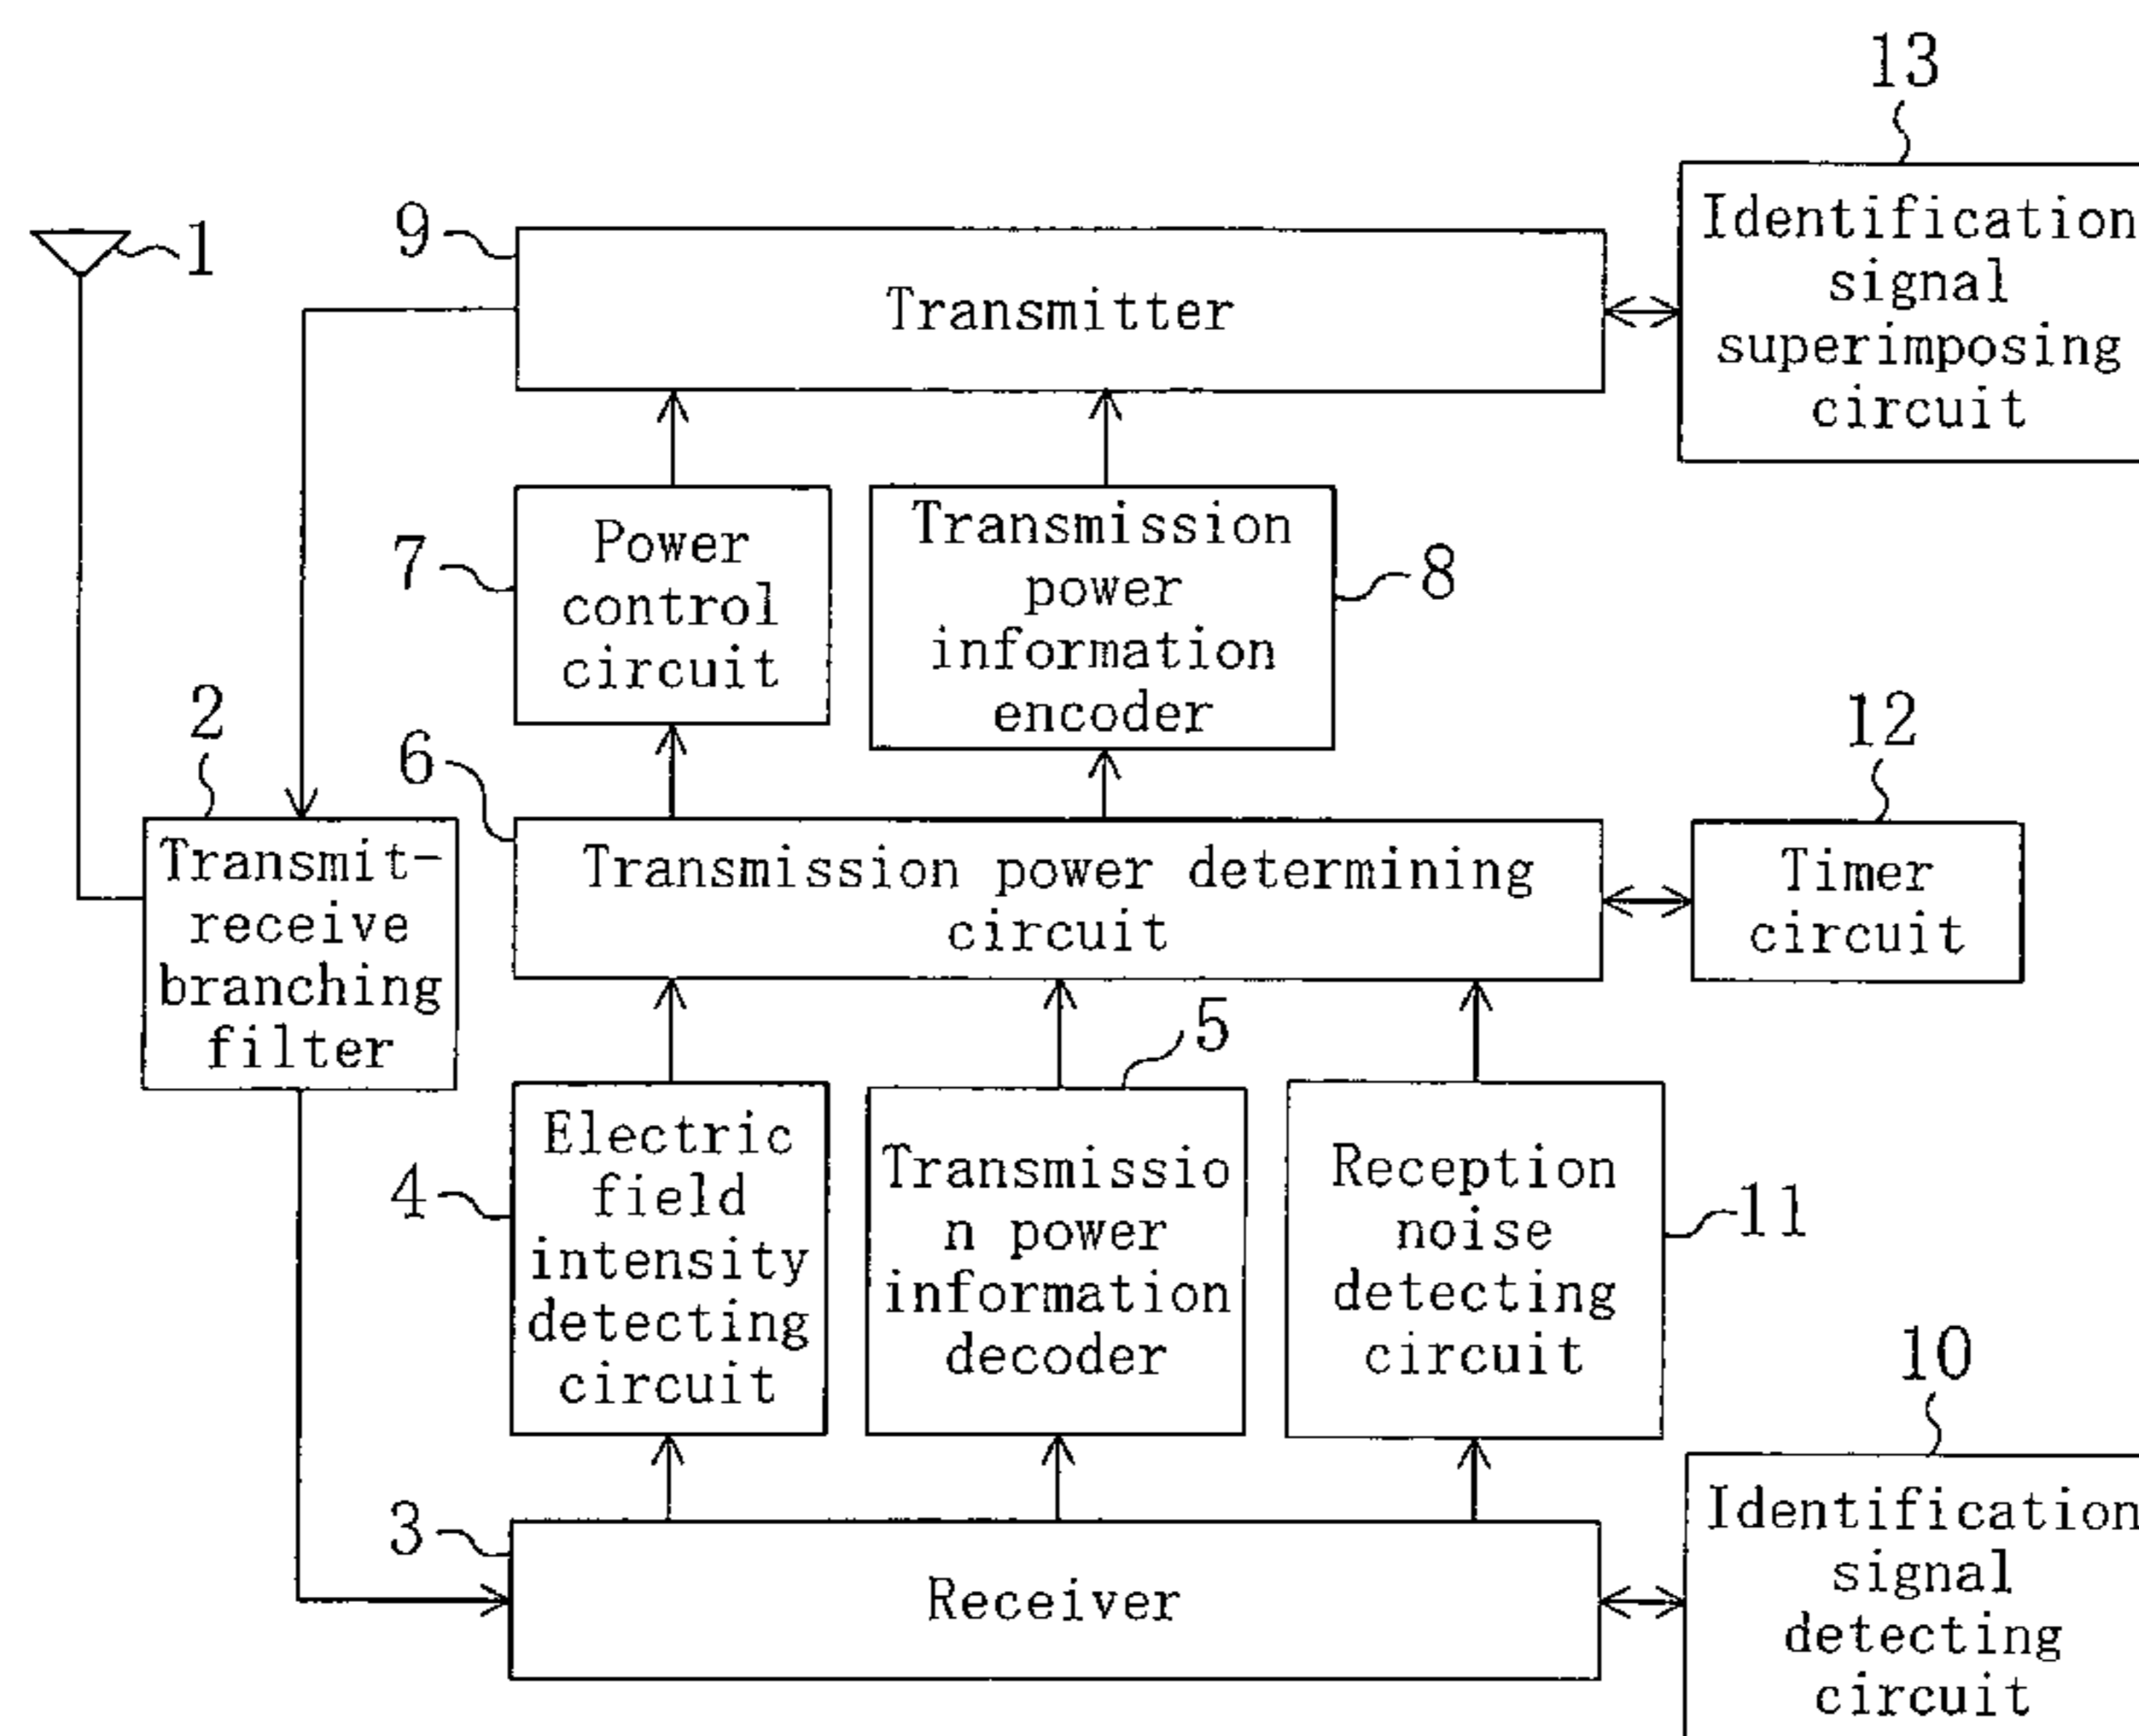 13
Identification
signal
superimposing
circuit
9
1
Transmitter
7
Power
control
circuit
Transmission
power
information
encoder
8
2
Transmit-
receive
branching
filter
6
Transmission power determining
circuit
12
Timer
circuit
5
4
Electric
field
intensity
detecting
circuit
Transmissio
n power
information
decoder
Reception
noise
detecting
circuit
11
10
Identification
signal
detecting
circuit
3
Receiver